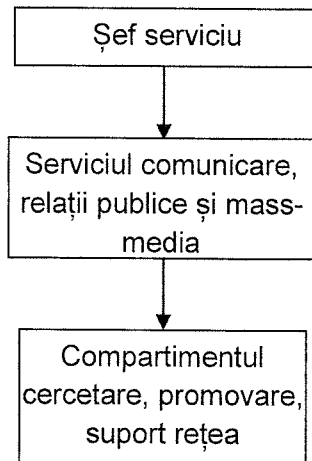 Șef serviciu
Serviciul comunicare,
relații publice și mass-
media
Compartimentul
cercetare, promovare,
suport rețea